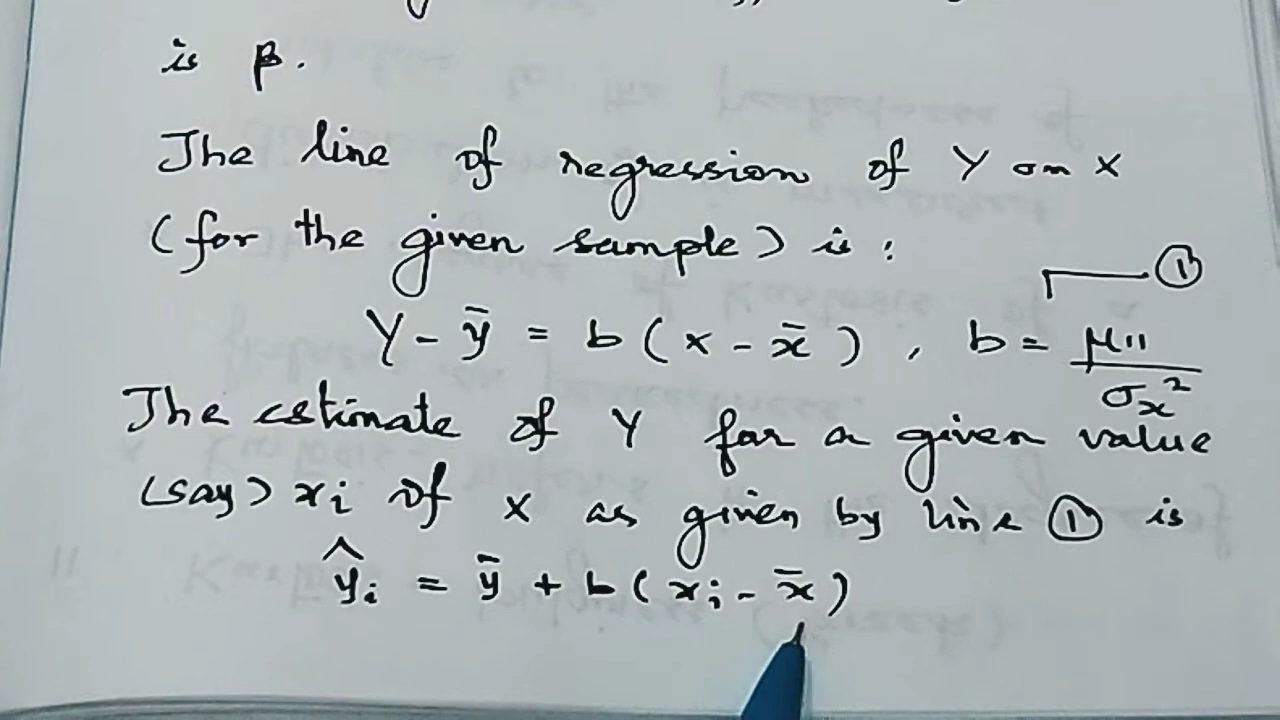 is β.
The line of regression of Y on X
(for the given sample) is :
①
Y - ȳ = b ( x - x̄ ) , b = μ11 / σx²
The estimate of Y for a given value
(say) xi of X as given by line ① is
ŷi = ȳ + b ( xi - x̄ )